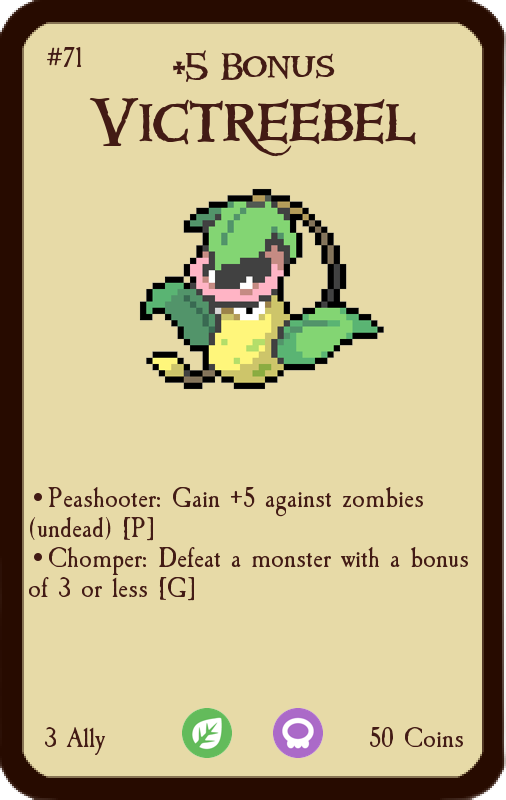 #71
+5 Bonus
Victreebel
•Peashooter: Gain +5 against zombies
(undead) [P]
•Chomper: Defeat a monster with a bonus
of 3 or less [G]
3 Ally
50 Coins